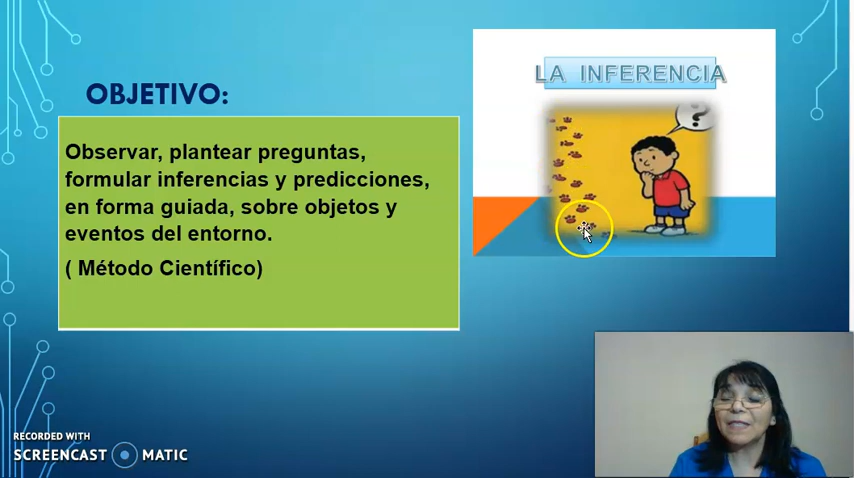 OBJETIVO:
Observar, plantear preguntas,
formular inferencias y predicciones,
en forma guiada, sobre objetos y
eventos del entorno.
( Método Científico)
LA INFERENCIA
?
RECORDED WITH
SCREENCAST MATIC